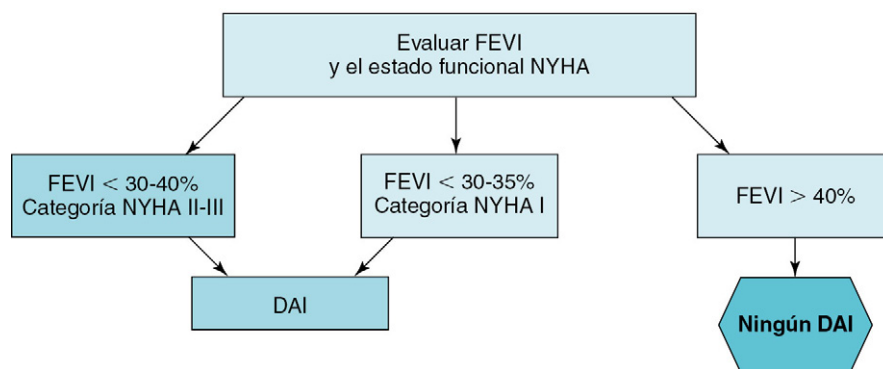 Evaluar FEVI
y el estado funcional NYHA
FEVI < 30-40%
Categoría NYHA II-III
FEVI < 30-35%
Categoría NYHA I
FEVI > 40%
DAI
Ningún DAI